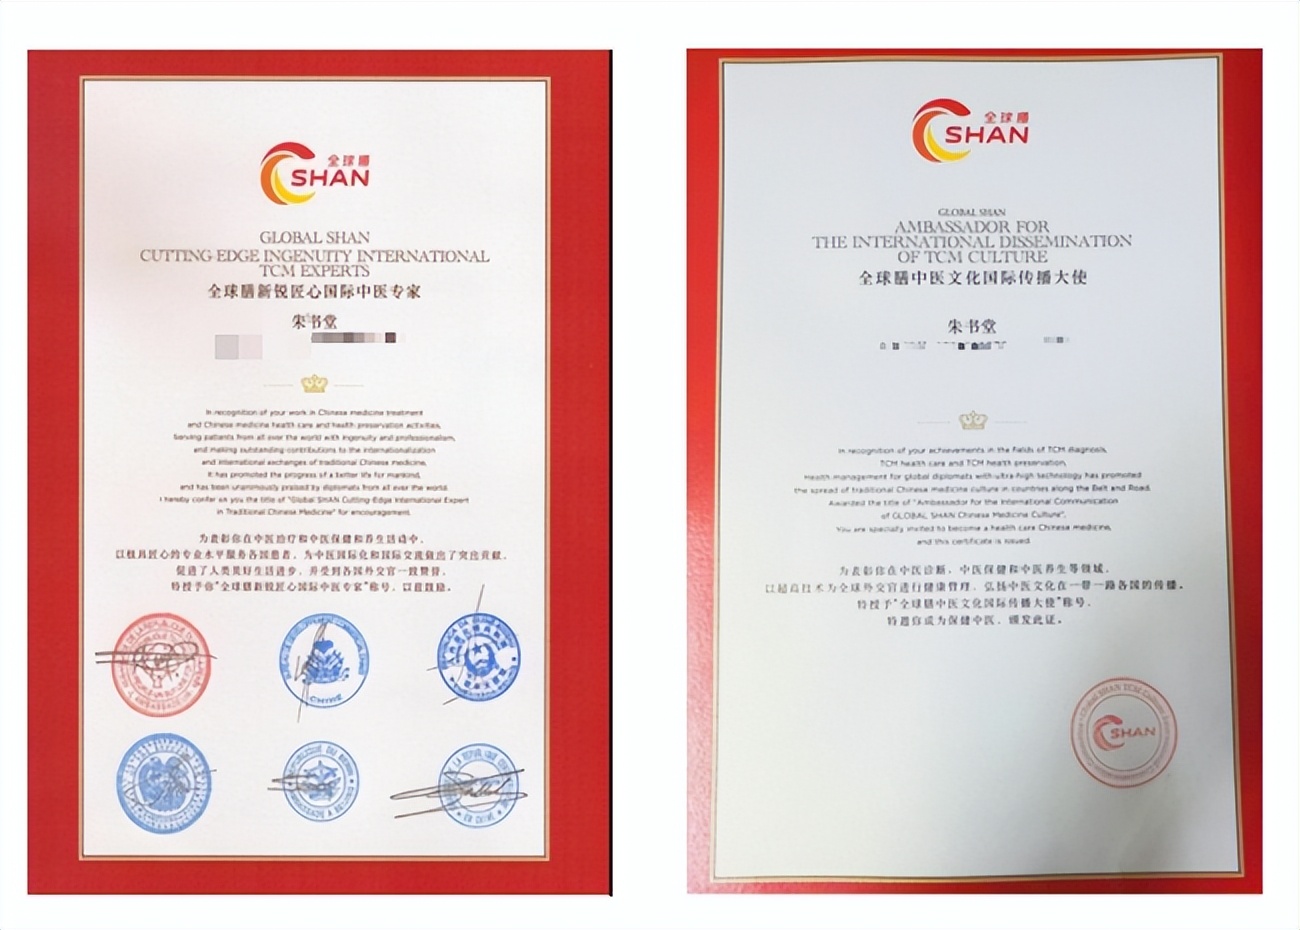 全球膳
SHAN
GLOBAL SHAN
CUTTING EDGE INGENUITY INTERNATIONAL
TCM EXPERTS
全球膳新锐匠心国际中医专家
朱书堂
In recognition of your work in Chinese medicine treatment
and Chinese medicine health care and health preservation activities,
Serving patients from all over the world with ingenuity and professionalism,
and making outstanding contributions to the internationalization
and international exchanges of traditional Chinese medicine,
It has promoted the progress of a better life for mankind,
and has been unanimously praised by diplomats from all over the world.
I hereby confer on you the title of "Global SHAN Cutting-Edge International Expert
in Traditional Chinese Medicine" for encouragement.
为表彰你在中医治疗和中医保健和养生活动中,
以极具匠心的专业水平服务各国患者, 为中医国际化和国际交流做出了突出贡献,
促进了人类美好生活进步, 并受到各国外交官一致赞誉,
特授予你"全球膳新锐匠心国际中医专家"称号, 以兹鼓励。
CHINE
全球膳
SHAN
GLOBAL SHAN
AMBASSADOR FOR
THE INTERNATIONAL DISSEMINATION
OF TCM CULTURE
全球膳中医文化国际传播大使
朱书堂
In recognition of your achievements in the fields of TCM diagnosis,
TCM health care and TCM health preservation,
Health management for global diplomats with ultra-high technology has promoted
the spread of traditional Chinese medicine culture in countries along the Belt and Road,
Awarded the title of "Ambassador for the International Communication
of GLOBAL SHAN Chinese Medicine Culture",
You are specially invited to become a health care Chinese medicine,
and this certificate is issued.
为表彰你在中医诊断, 中医保健和中医养生等领域,
以超高技术为全球外交官进行健康管理, 弘扬中医文化在一带一路各国的传播。
特授予"全球膳中医文化国际传播大使"称号,
特邀你成为保健中医, 颁发此证。
SHAN